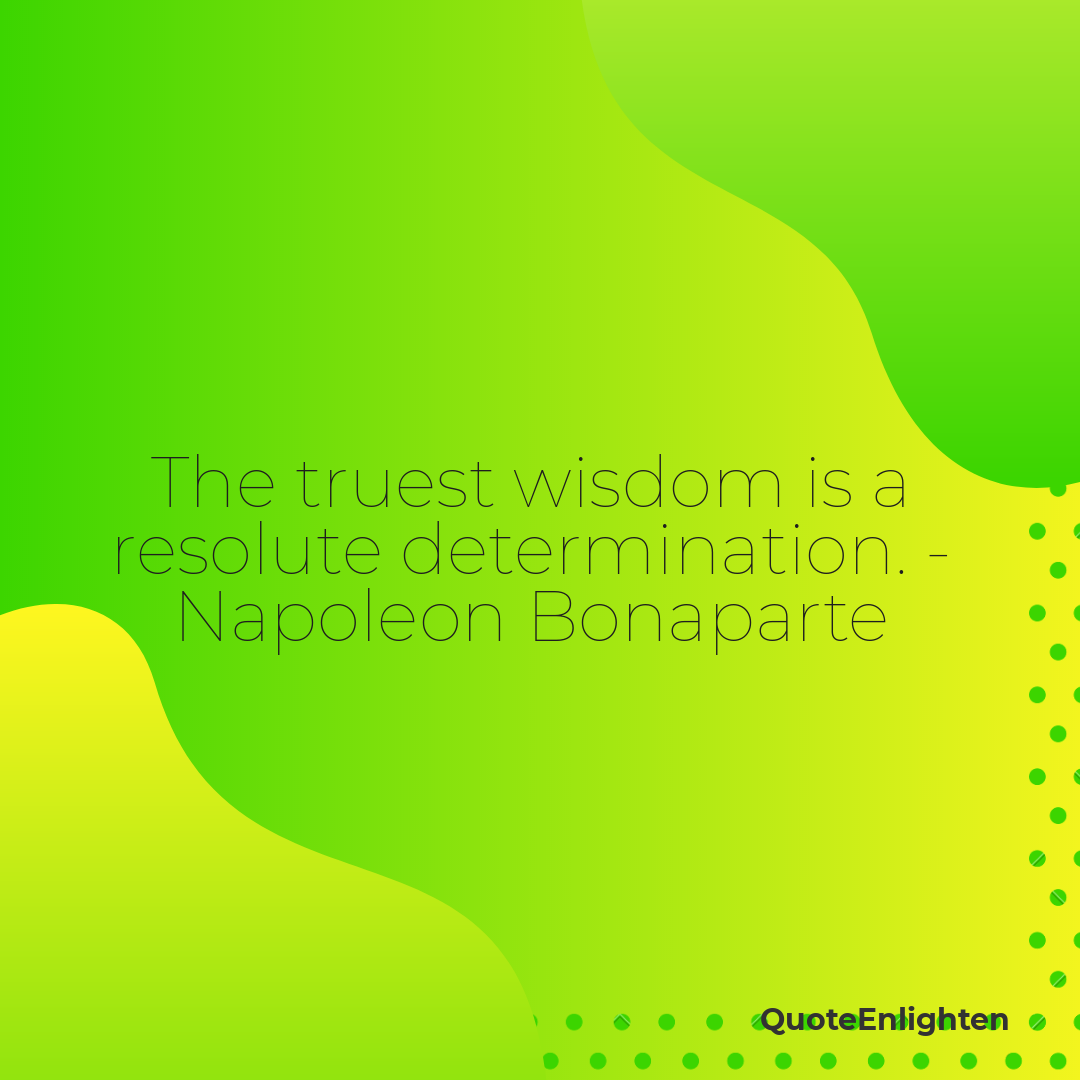 The truest wisdom is a
resolute determination. -
Napoleon Bonaparte
QuoteEnlighten